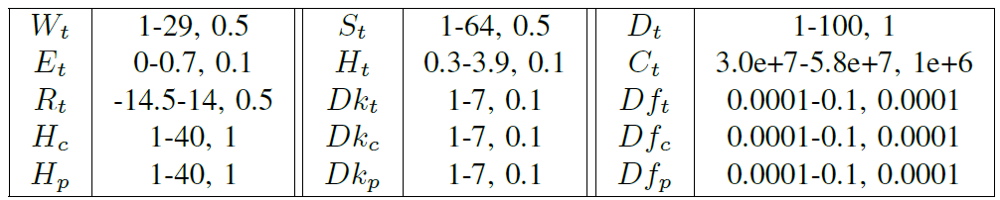 W_t 1-29, 0.5 S_t 1-64, 0.5 D_t 1-100, 1
E_t 0-0.7, 0.1 H_t 0.3-3.9, 0.1 C_t 3.0e+7-5.8e+7, 1e+6
R_t -14.5-14, 0.5 Dk_t 1-7, 0.1 Df_t 0.0001-0.1, 0.0001
H_c 1-40, 1 Dk_c 1-7, 0.1 Df_c 0.0001-0.1, 0.0001
H_p 1-40, 1 Dk_p 1-7, 0.1 Df_p 0.0001-0.1, 0.0001